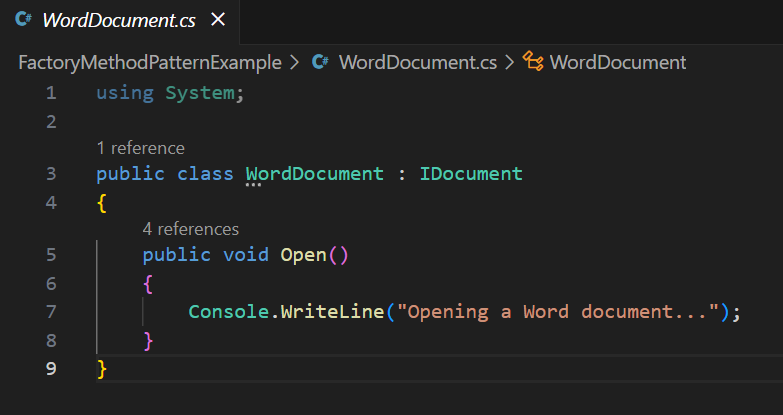 C# WordDocument.cs ×
FactoryMethodPatternExample > C# WordDocument.cs > WordDocument
1 using System;
2
1 reference
3 public class WordDocument : IDocument
4 {
4 references
5 public void Open()
6 {
7 Console.WriteLine("Opening a Word document...");
8 }
9 }